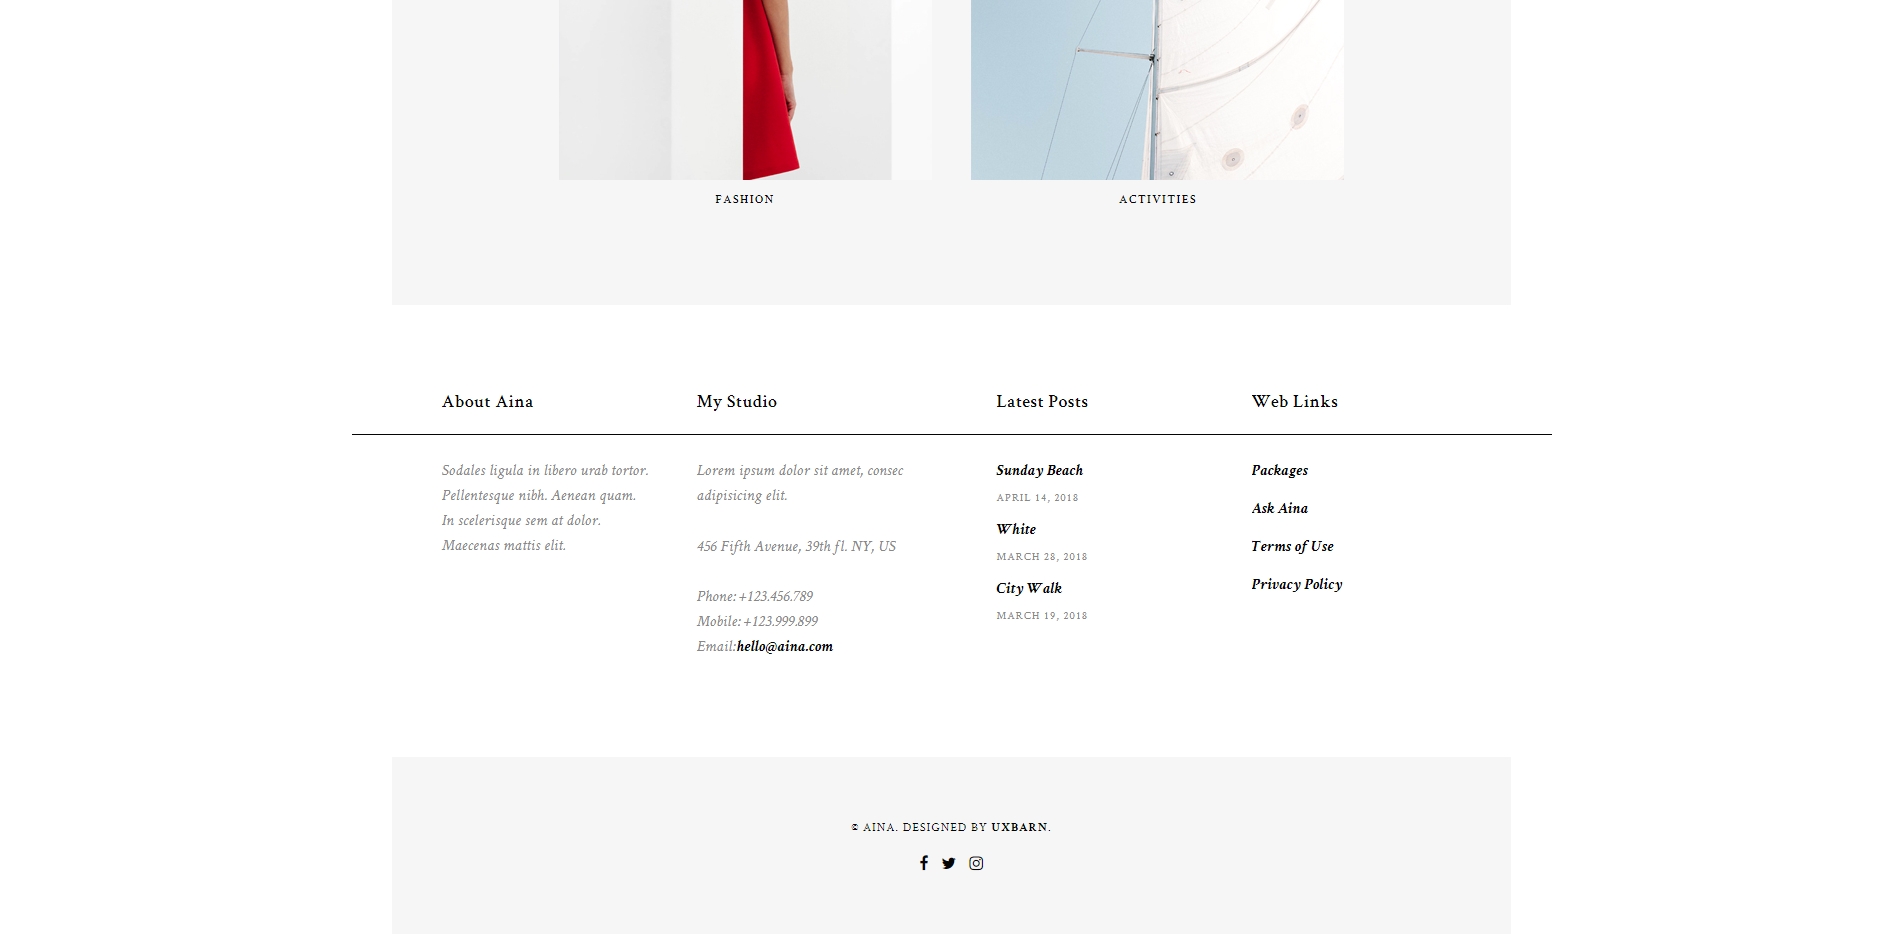 FASHION
ACTIVITIES
About Aina
My Studio
Latest Posts
Web Links
Sodales ligula in libero urab tortor.
Pellentesque nibh. Aenean quam.
In scelerisque sem at dolor.
Maecenas mattis elit.
Lorem ipsum dolor sit amet, consec
adipisicing elit.
456 Fifth Avenue, 39th fl. NY, US
Phone: +123.456.789
Mobile: +123.999.899
Email:hello@aina.com
Sunday Beach
APRIL 14, 2018
White
MARCH 28, 2018
City Walk
MARCH 19, 2018
Packages
Ask Aina
Terms of Use
Privacy Policy
© AINA. DESIGNED BY UXBARN.